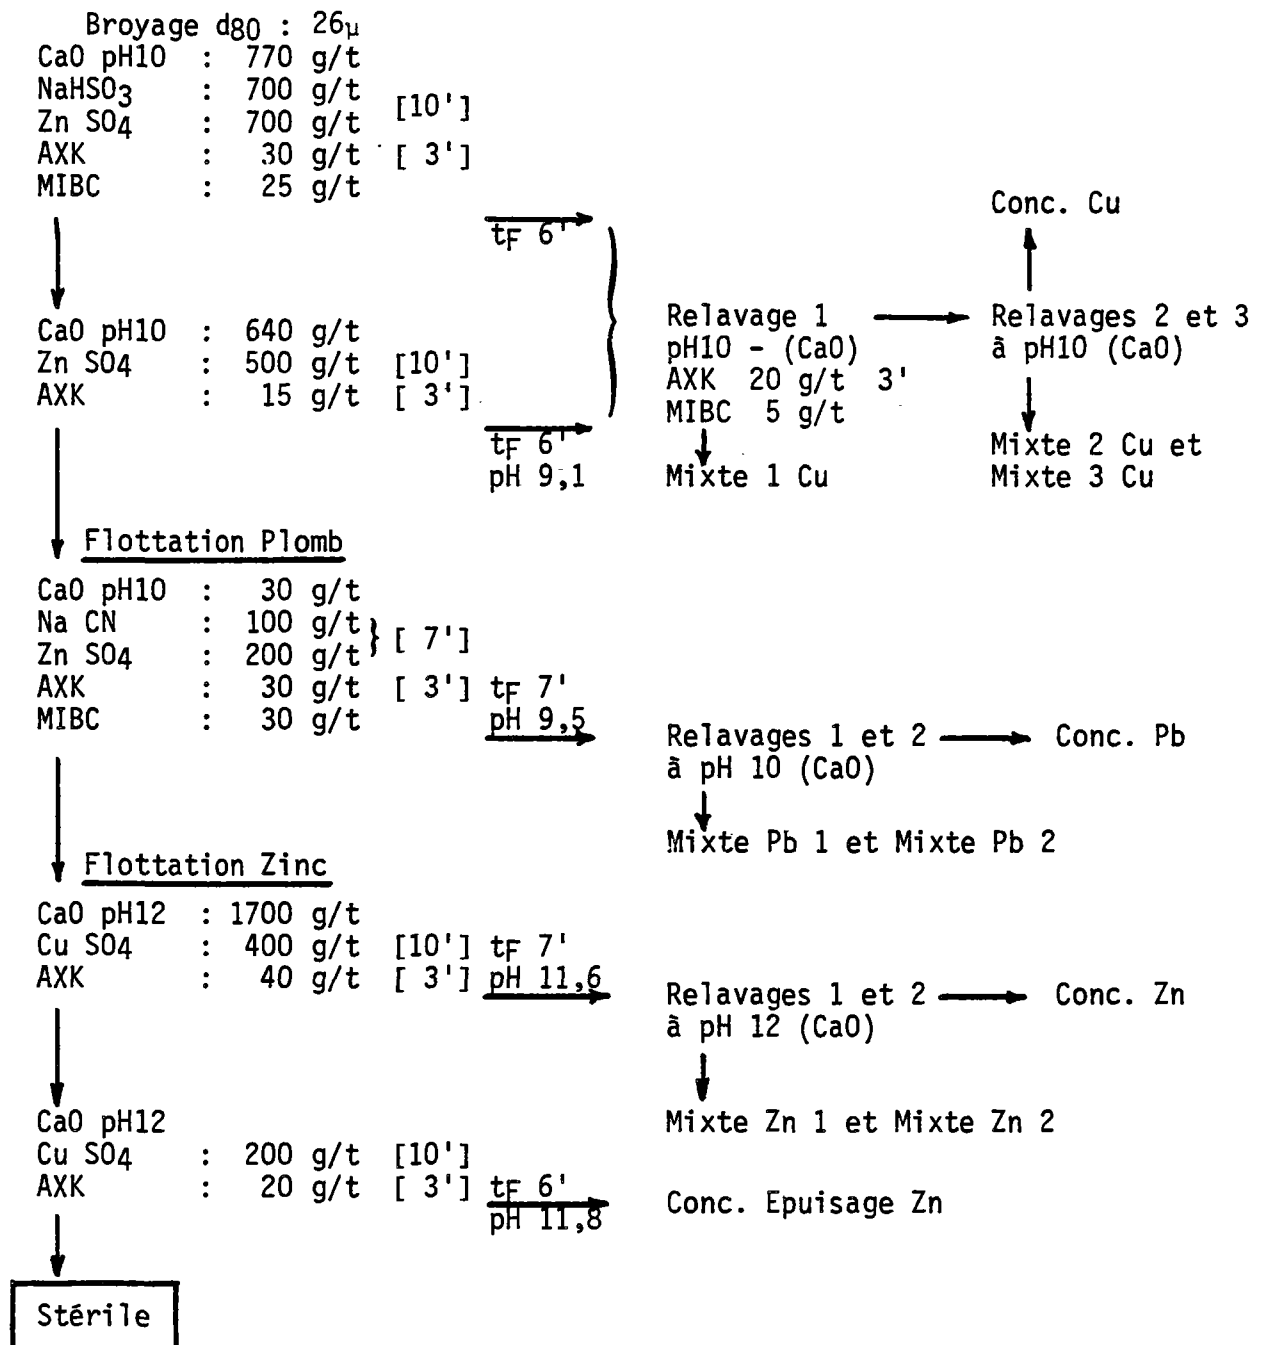 Broyage d80 : 26µ
CaO pH10 : 770 g/t
NaHSO3 : 700 g/t
[10']
Zn SO4 : 700 g/t
AXK : 30 g/t [ 3']
MIBC : 25 g/t
tF 6'
CaO pH10 : 640 g/t
Zn SO4 : 500 g/t [10']
AXK : 15 g/t [ 3']
tF 6'
pH 9,1
Relavage 1
pH10 - (CaO)
AXK 20 g/t 3'
MIBC 5 g/t
Mixte 1 Cu
Conc. Cu
Relavages 2 et 3
à pH10 (CaO)
Mixte 2 Cu et
Mixte 3 Cu
Flottation Plomb
CaO pH10 : 30 g/t
Na CN : 100 g/t
} [ 7']
Zn SO4 : 200 g/t
AXK : 30 g/t [ 3'] tF 7'
MIBC : 30 g/t pH 9,5
Relavages 1 et 2 Conc. Pb
à pH 10 (CaO)
Mixte Pb 1 et Mixte Pb 2
Flottation Zinc
CaO pH12 : 1700 g/t
Cu SO4 : 400 g/t [10'] tF 7'
AXK : 40 g/t [ 3'] pH 11,6
Relavages 1 et 2 Conc. Zn
à pH 12 (CaO)
Mixte Zn 1 et Mixte Zn 2
CaO pH12
Cu SO4 : 200 g/t [10']
AXK : 20 g/t [ 3'] tF 6'
pH 11,8
Conc. Epuisage Zn
Stérile